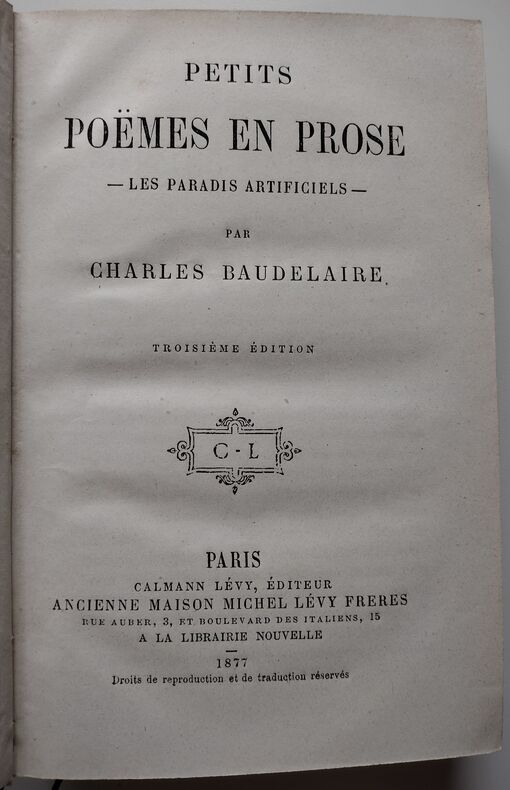 PETITS
POËMES EN PROSE
— LES PARADIS ARTIFICIELS —
PAR
CHARLES BAUDELAIRE.
TROISIÈME ÉDITION
C-L
PARIS
CALMANN LÉVY, ÉDITEUR
ANCIENNE MAISON MICHEL LÉVY FRERES
RUE AUBER, 3, ET BOULEVARD DES ITALIENS, 15
A LA LIBRAIRIE NOUVELLE
—
1877
Droits de reproduction et de traduction réservés